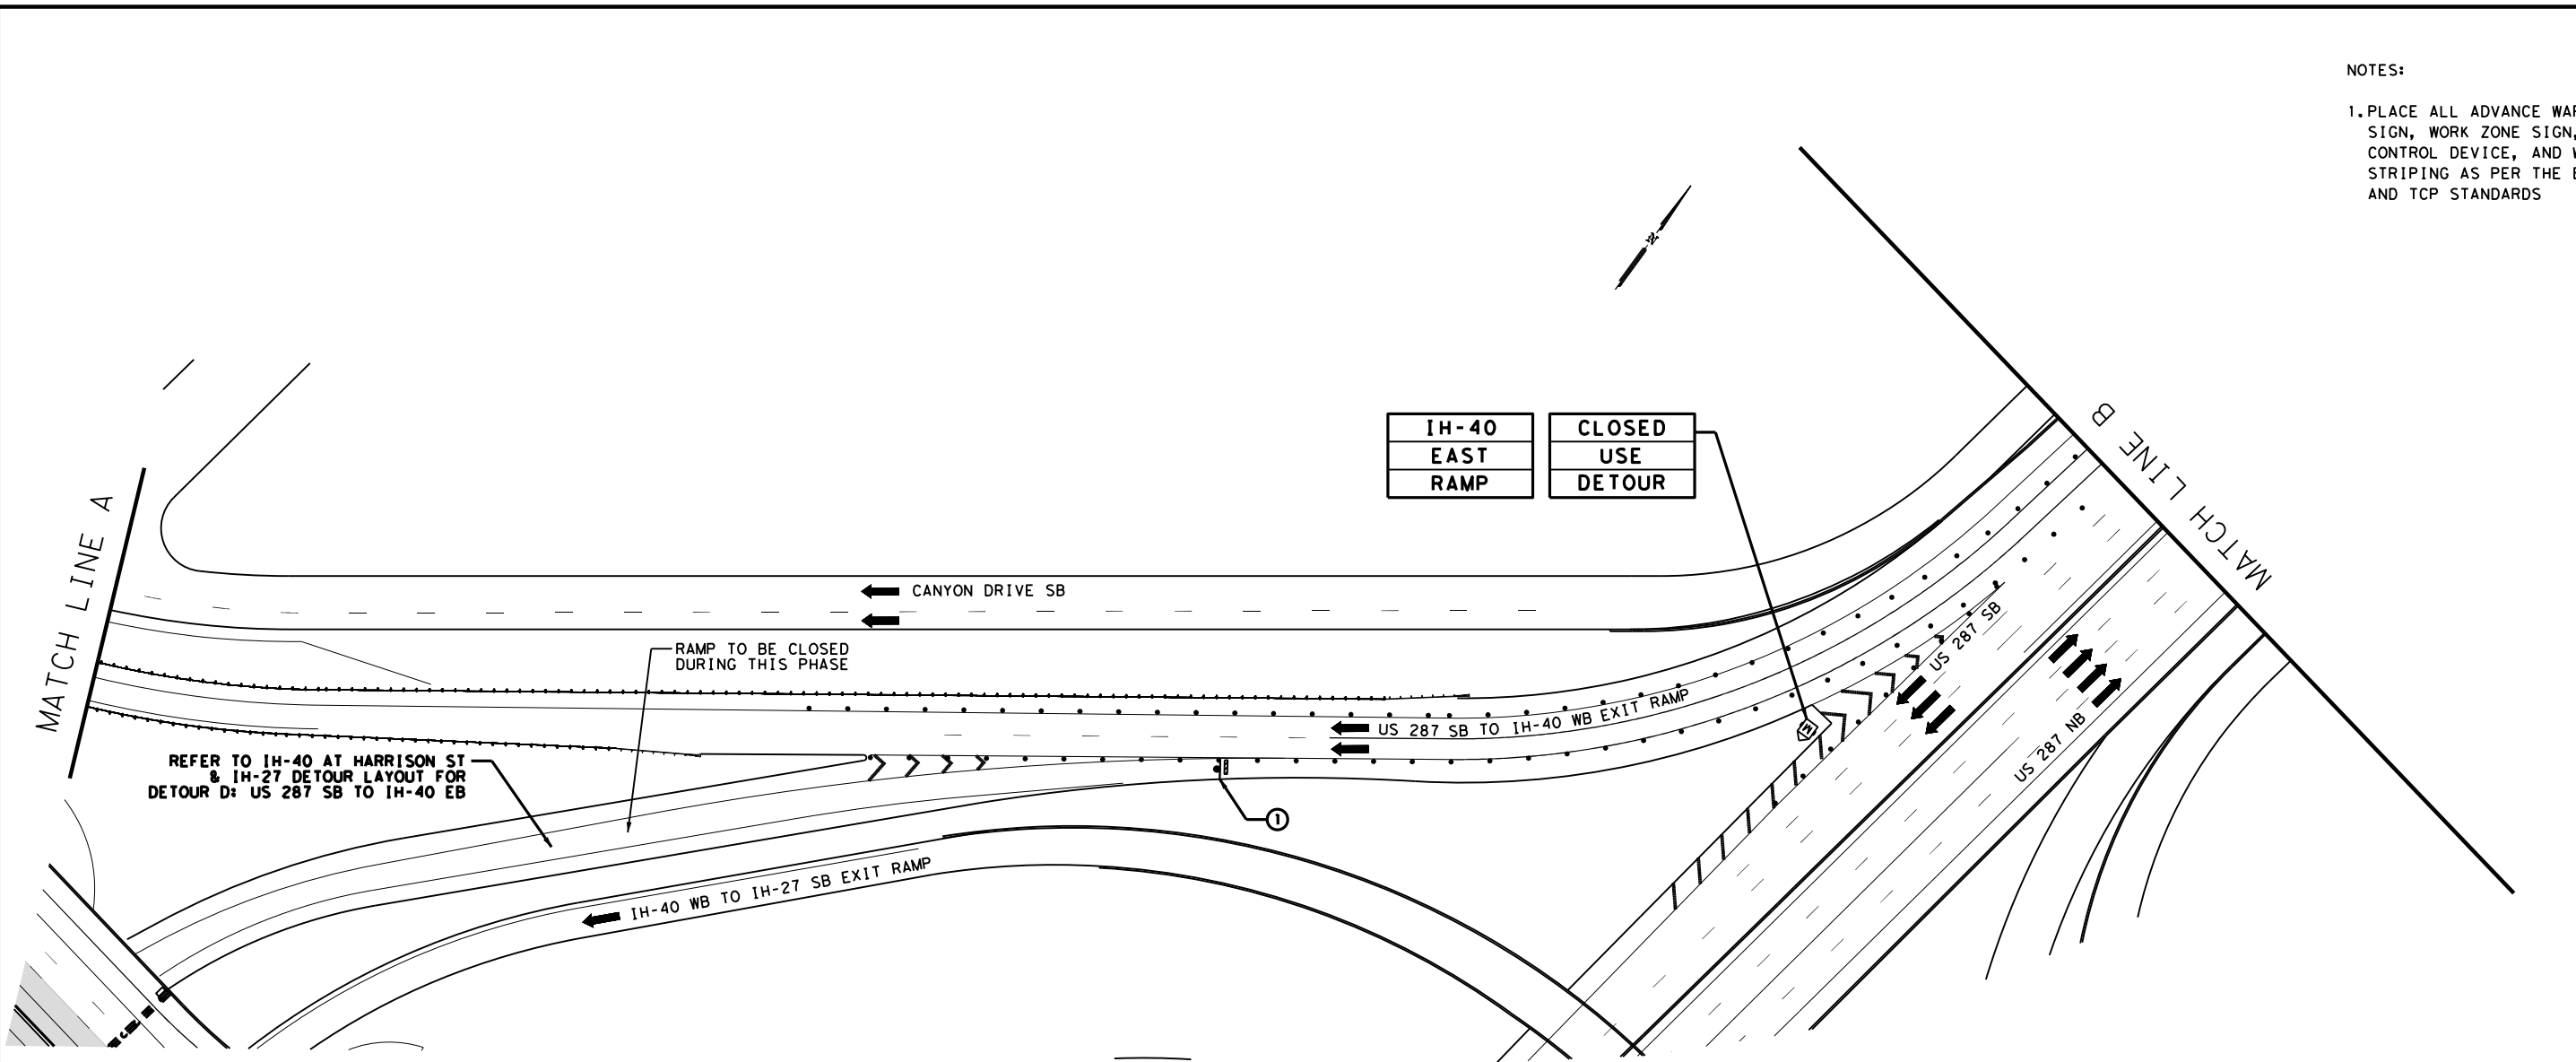 NOTES:
1. PLACE ALL ADVANCE WAR
SIGN, WORK ZONE SIGN,
CONTROL DEVICE, AND
STRIPING AS PER THE
AND TCP STANDARDS
MATCH LINE B
IH-40
EAST
RAMP
CLOSED
USE
DETOUR
MATCH LINE A
CANYON DRIVE SB
RAMP TO BE CLOSED
DURING THIS PHASE
US 287 SB
US 287 SB TO IH-40 WB EXIT RAMP
US 287 NB
REFER TO IH-40 AT HARRISON ST
& IH-27 DETOUR LAYOUT FOR
DETOUR D: US 287 SB TO IH-40 EB
1
IH-40 WB TO IH-27 SB EXIT RAMP